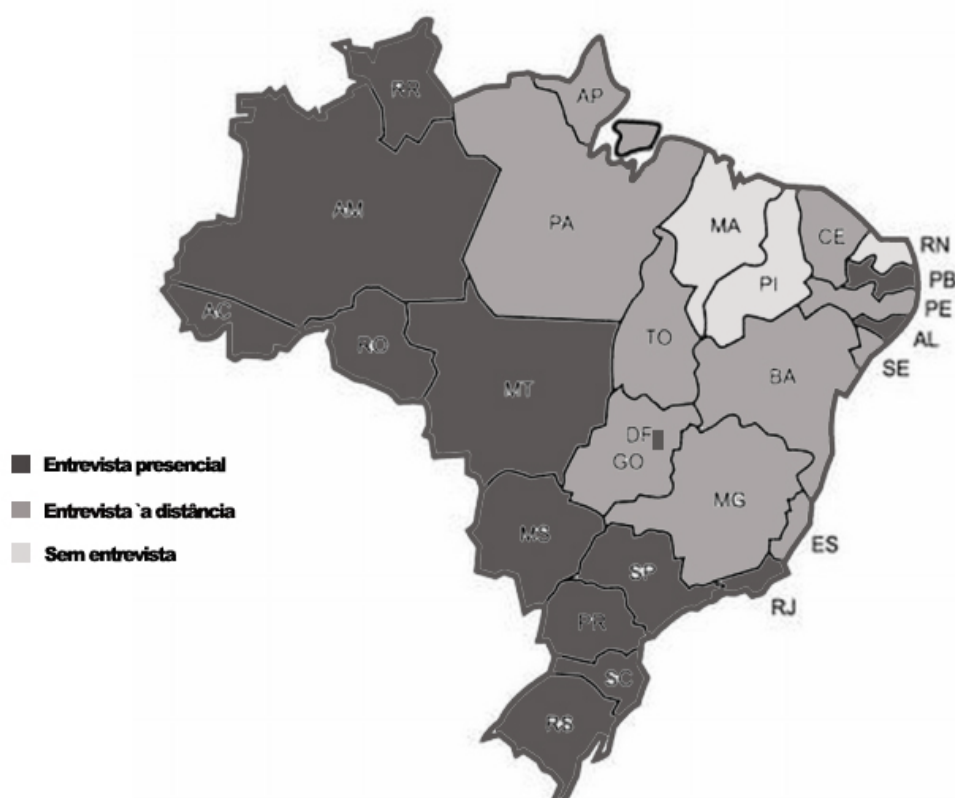 RR
AP
AM
PA
MA
CE
RN
PI
PB
PE
AC
AL
RO
TO
SE
MT
BA
DF
GO
Entrevista presencial
MG
Entrevista `a distância
MS
ES
Sem entrevista
SP
RJ
PR
SC
RS